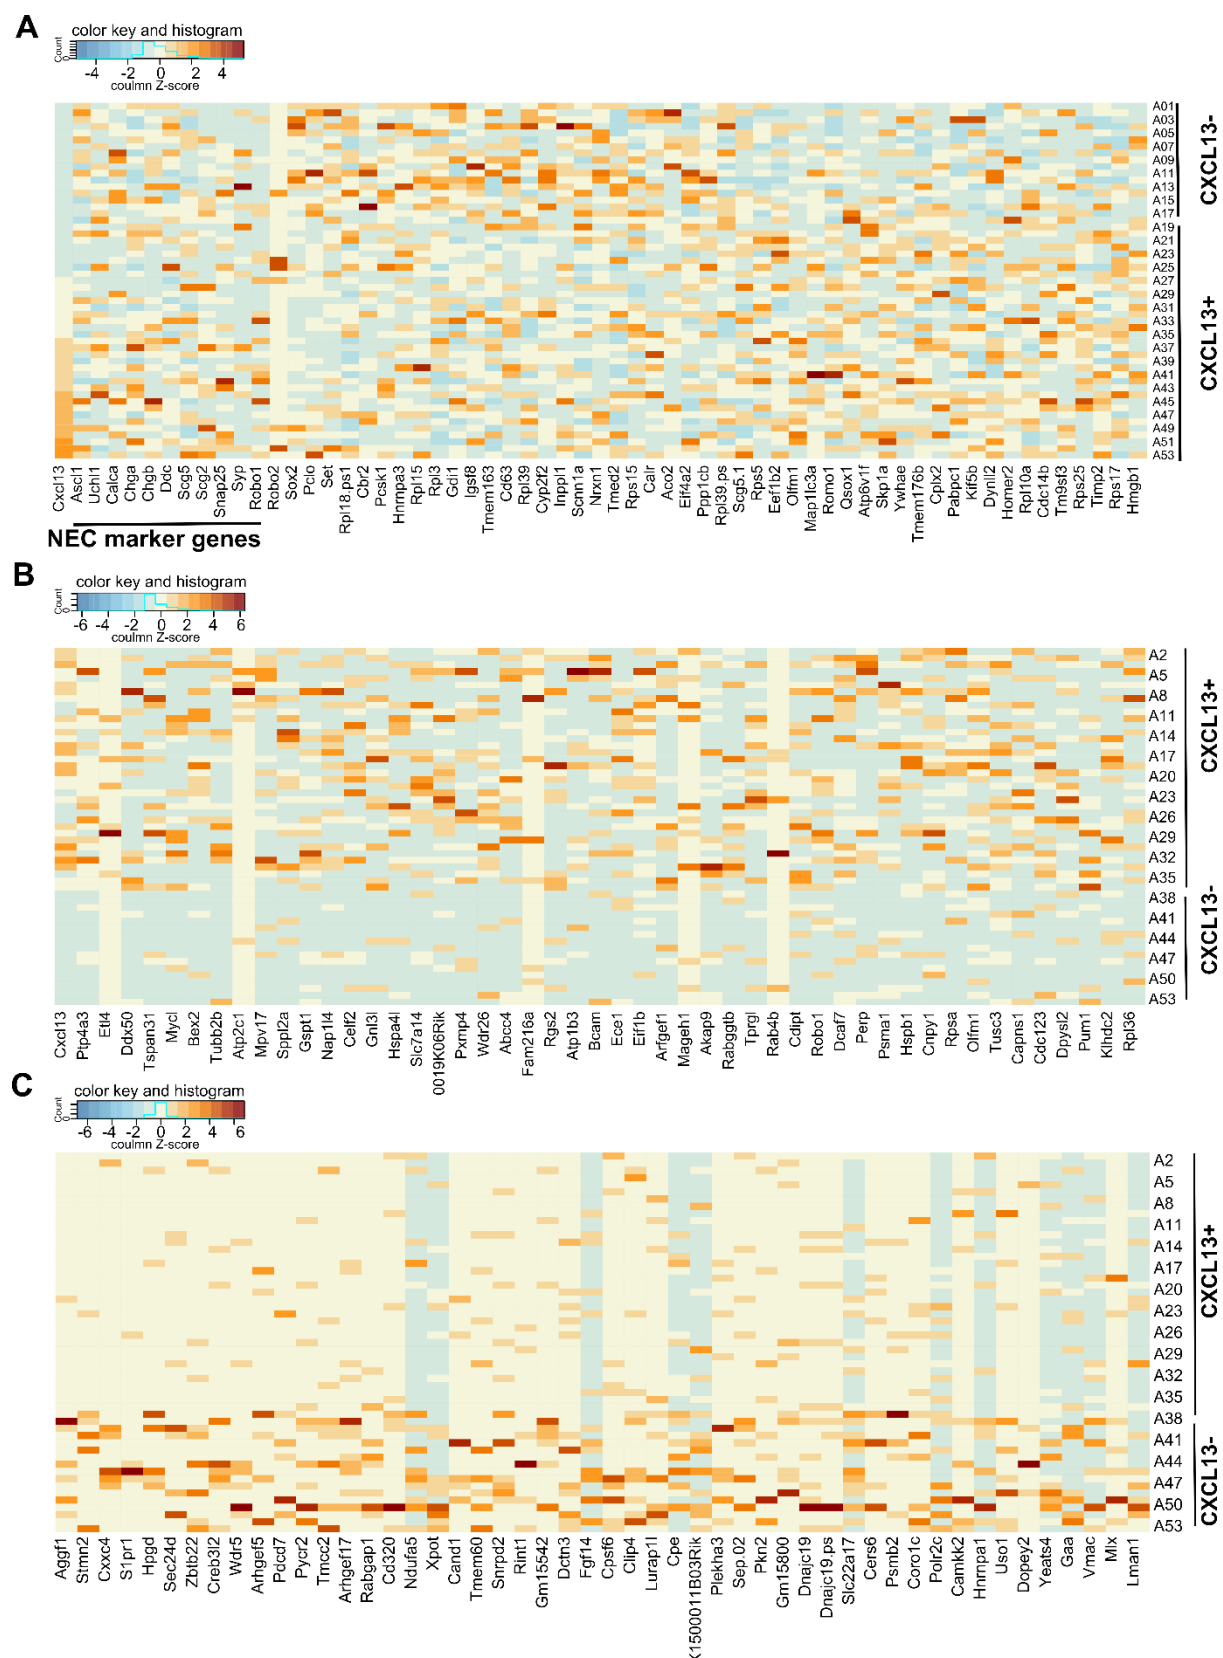 A
color key and histogram
Count
0
-4 -2 0 2 4
coulmn Z-score
A01
A03
A05
A07
A09
A11
A13
A15
A17
A19
A21
A23
A25
A27
A29
A31
A33
A35
A37
A39
A41
A43
A45
A47
A49
A51
A53
CXCL13-
CXCL13+
Cxcl13
Ascl1
Uchl1
Calca
Chga
Chgb
Ddc
Scg5
Scg2
Snap25
Syp
Robo1
Robo2
Sox2
Pclo
Set
Rpl18.ps1
Cbr2
Pcsk1
Hnrnpa3
Rpl15
Rpl3
Gdi1
Igsf8
Tmem163
Cd63
Rpl39
Cyp2f2
Inppl1
Scnn1a
Nrxn1
Tmed2
Rps15
Calr
Aco2
Eif4a2
Ppp1cb
Rpl39.ps
Scg5.1
Rps5
Eef1b2
Olfm1
Map1lc3a
Romo1
Qsox1
Atp6v1f
Skp1a
Ywhae
Tmem176b
Cplx2
Pabpc1
Kif5b
Dynll2
Homer2
Rpl10a
Cdc14b
Tm9sf3
Rps25
Timp2
Rps17
Hmgb1
NEC marker genes
B
color key and histogram
Count
0
-6 -4 -2 0 2 4 6
coulmn Z-score
A2
A5
A8
A11
A14
A17
A20
A23
A26
A29
A32
A35
A38
A41
A44
A47
A50
A53
CXCL13+
CXCL13-
Cxcl13
Ptp4a3
Etl4
Ddx50
Tspan31
Mycl
Bex2
Tubb2b
Atp2c1
Mpv17
Sppl2a
Gspt1
Nap1l4
Celf2
Gnl3l
Hspa4l
Slc7a14
0019K06Rik
Pxmp4
Wdr26
Abcc4
Fam216a
Rgs2
Atp1b3
Bcam
Ece1
Eif1b
Arfgef1
Mageh1
Akap9
Rabggtb
Tprgl
Rab4b
Cdipt
Robo1
Dcaf7
Perp
Psma1
Hspb1
Cnpy1
Rpsa
Olfm1
Tusc3
Capns1
Cdc123
Dpysl2
Pum1
Klhdc2
Rpl36
C
color key and histogram
Count
0
-6 -4 -2 0 2 4 6
coulmn Z-score
A2
A5
A8
A11
A14
A17
A20
A23
A26
A29
A32
A35
A38
A41
A44
A47
A50
A53
CXCL13+
CXCL13-
Aggf1
Stmn2
Cxxc4
S1pr1
Hpgd
Sec24d
Zbtb22
Creb3l2
Wdr5
Arhgef5
Pdcd7
Pycr2
Tmcc2
Arhgef17
Rabgap1
Cd320
Ndufa5
Xpot
Cand1
Tmem60
Snrpd2
Rint1
Gm15542
Dctn3
Fgf14
Cpsf6
Clip4
Lurap1l
Cpe
K1500011B03Rik
Plekha3
Sep.02
Pkn2
Gm15800
Dnajc19
Dnajc19.ps
Slc22a17
Cers6
Psmb2
Coro1c
Polr2c
Camkk2
Hnrnpa1
Uso1
Dopey2
Yeats4
Gaa
Vmac
Mlx
Lman1